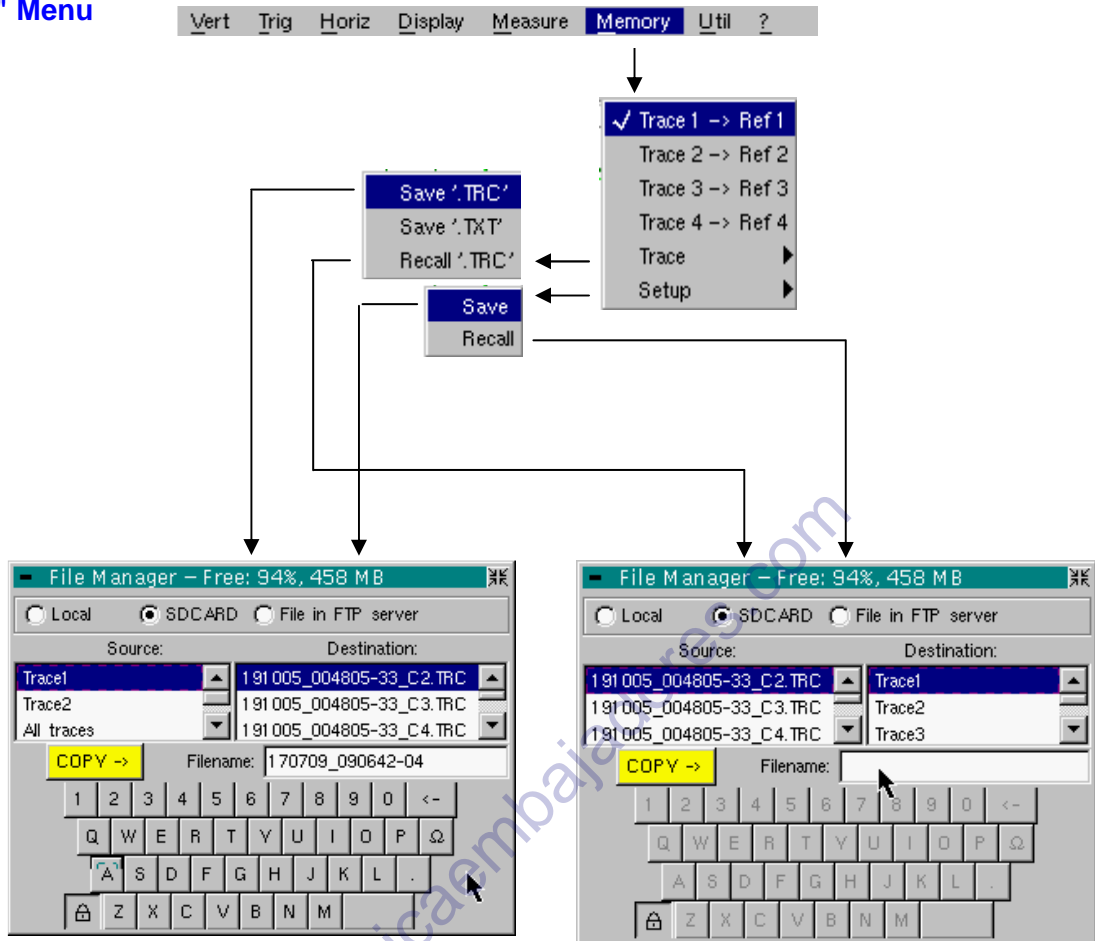 " Menu
Vert Trig Horiz Display Measure Memory Util ?
✓ Trace 1 -> Ref 1
Trace 2 -> Ref 2
Trace 3 -> Ref 3
Trace 4 -> Ref 4
Trace
Setup
Save '.TRC'
Save '.TXT'
Recall '.TRC'
Save
Recall
File Manager – Free: 94%, 458 MB
Local SDCARD File in FTP server
Source: Destination:
Trace1 191005_004805-33_C2.TRC
Trace2 191005_004805-33_C3.TRC
All traces 191005_004805-33_C4.TRC
COPY -> Filename: 170709_090642-04
1 2 3 4 5 6 7 8 9 0 <-
Q W E R T Y U I O P Ω
A S D F G H J K L .
Z X C V B N M
File Manager – Free: 94%, 458 MB
Local SDCARD File in FTP server
Source: Destination:
191005_004805-33_C2.TRC Trace1
191005_004805-33_C3.TRC Trace2
191005_004805-33_C4.TRC Trace3
COPY -> Filename:
1 2 3 4 5 6 7 8 9 0 <-
Q W E R T Y U I O P Ω
A S D F G H J K L .
Z X C V B N M